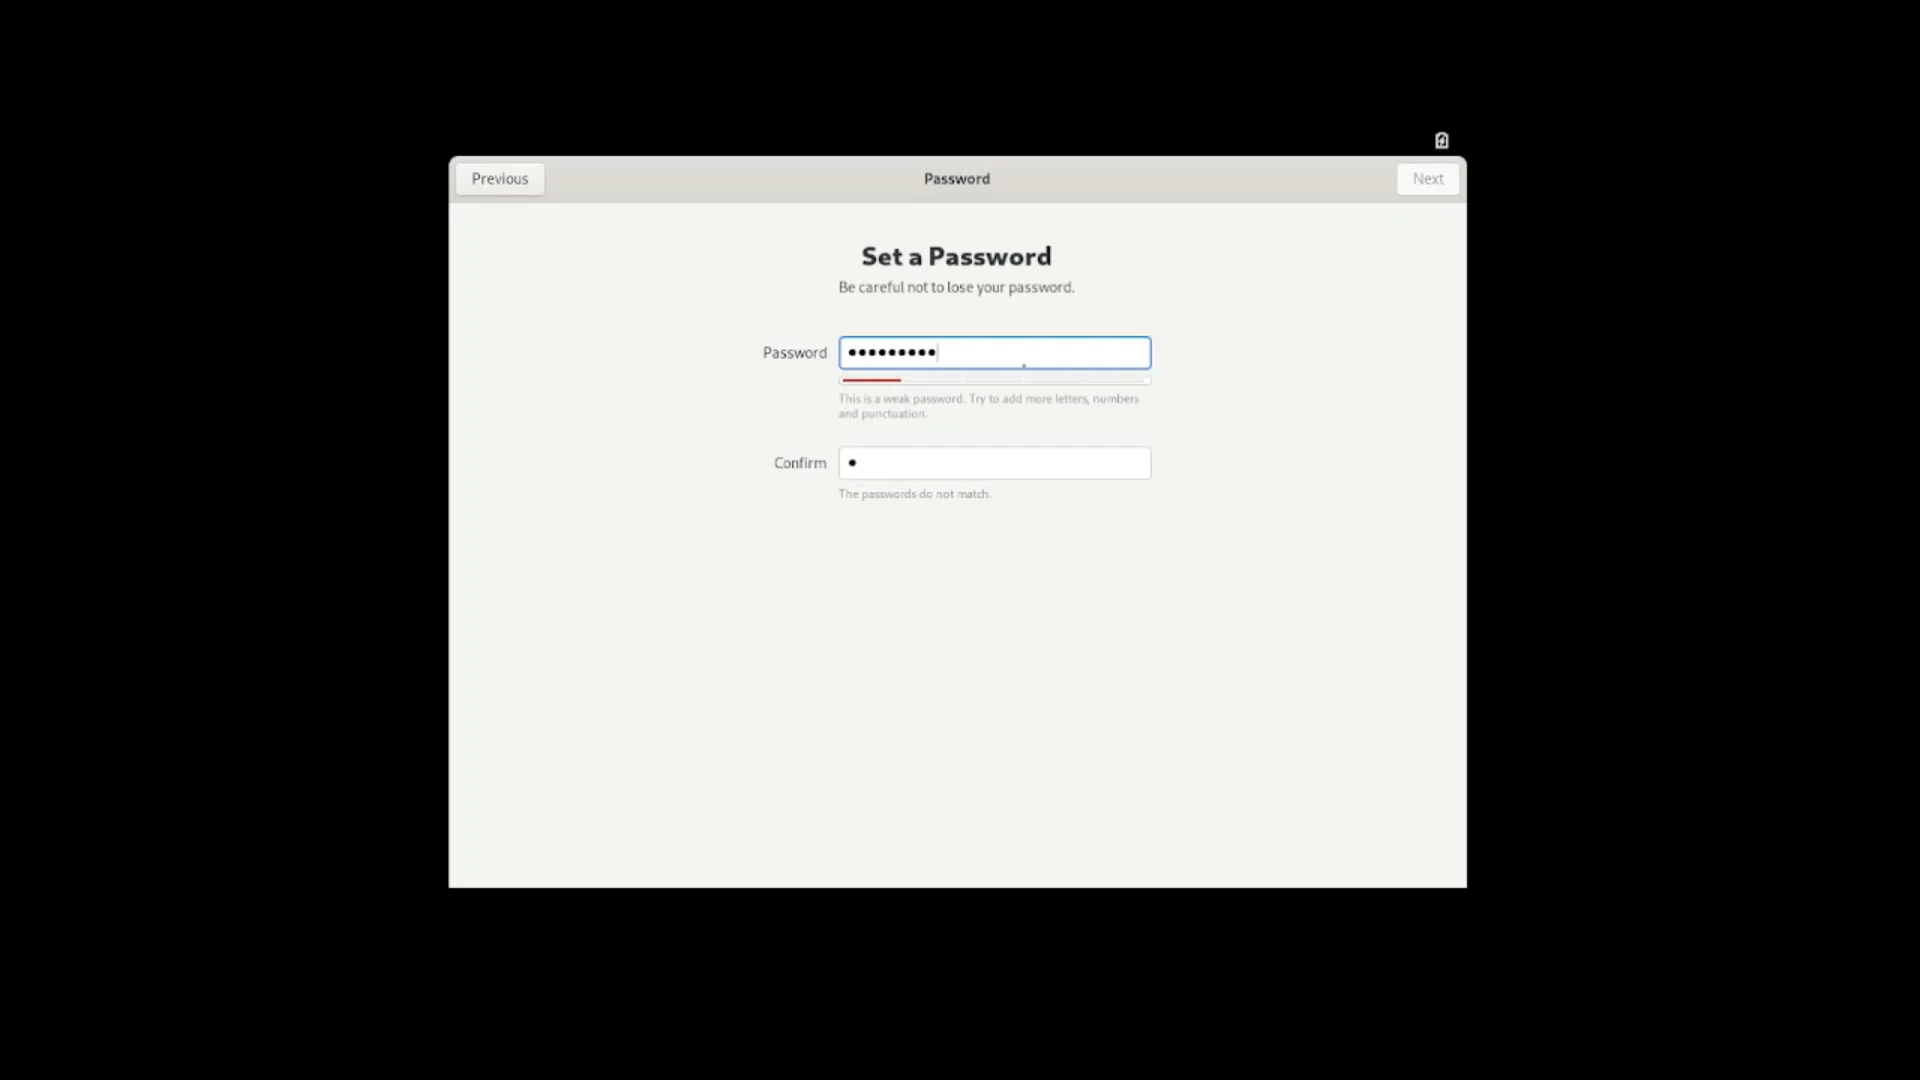 Previous
Password
Next
Set a Password
Be careful not to lose your password.
Password
•••••••••
This is a weak password. Try to add more letters, numbers
and punctuation.
Confirm
•
The passwords do not match.